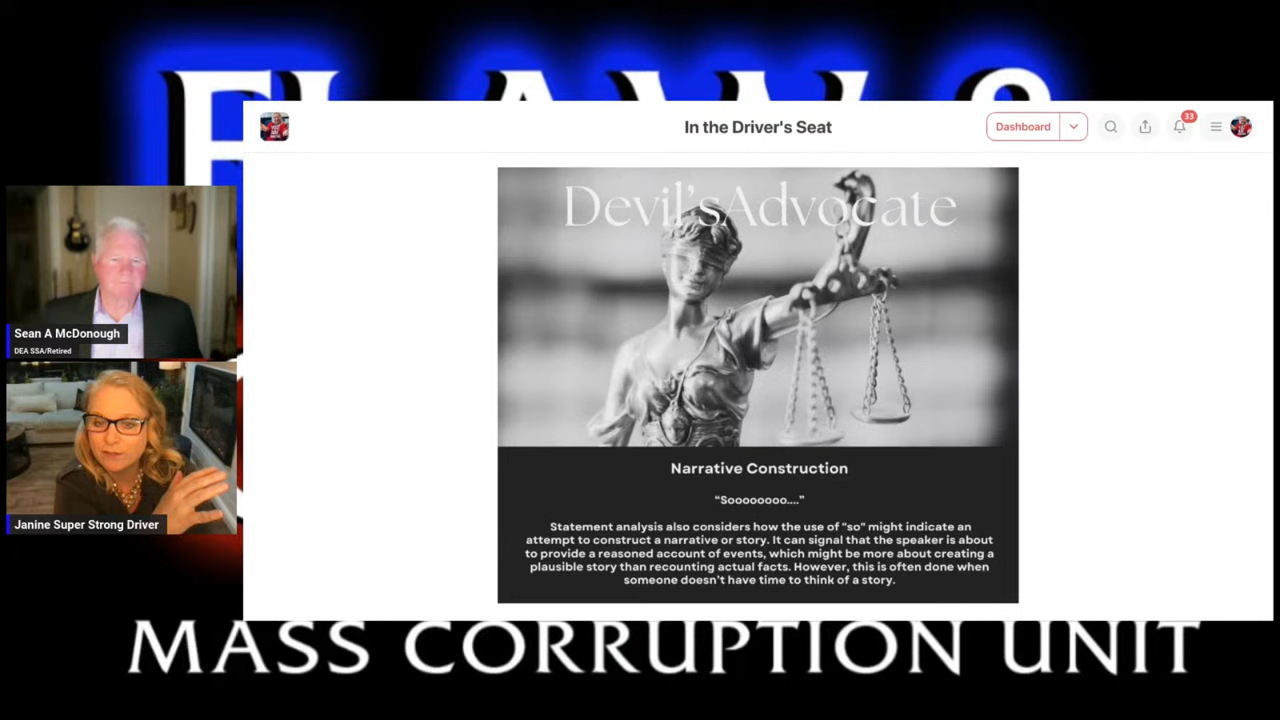 In the Driver's Seat
Dashboard
33
Devil'sAdvocate
Sean A McDonough
DEA SSA/Retired
Janine Super Strong Driver
Narrative Construction
“Soooooooo....”
Statement analysis also considers how the use of "so" might indicate an
attempt to construct a narrative or story. It can signal that the speaker is about
to provide a reasoned account of events, which might be more about creating a
plausible story than recounting actual facts. However, this is often done when
someone doesn’t have time to think of a story.
MASS CORRUPTION UNIT